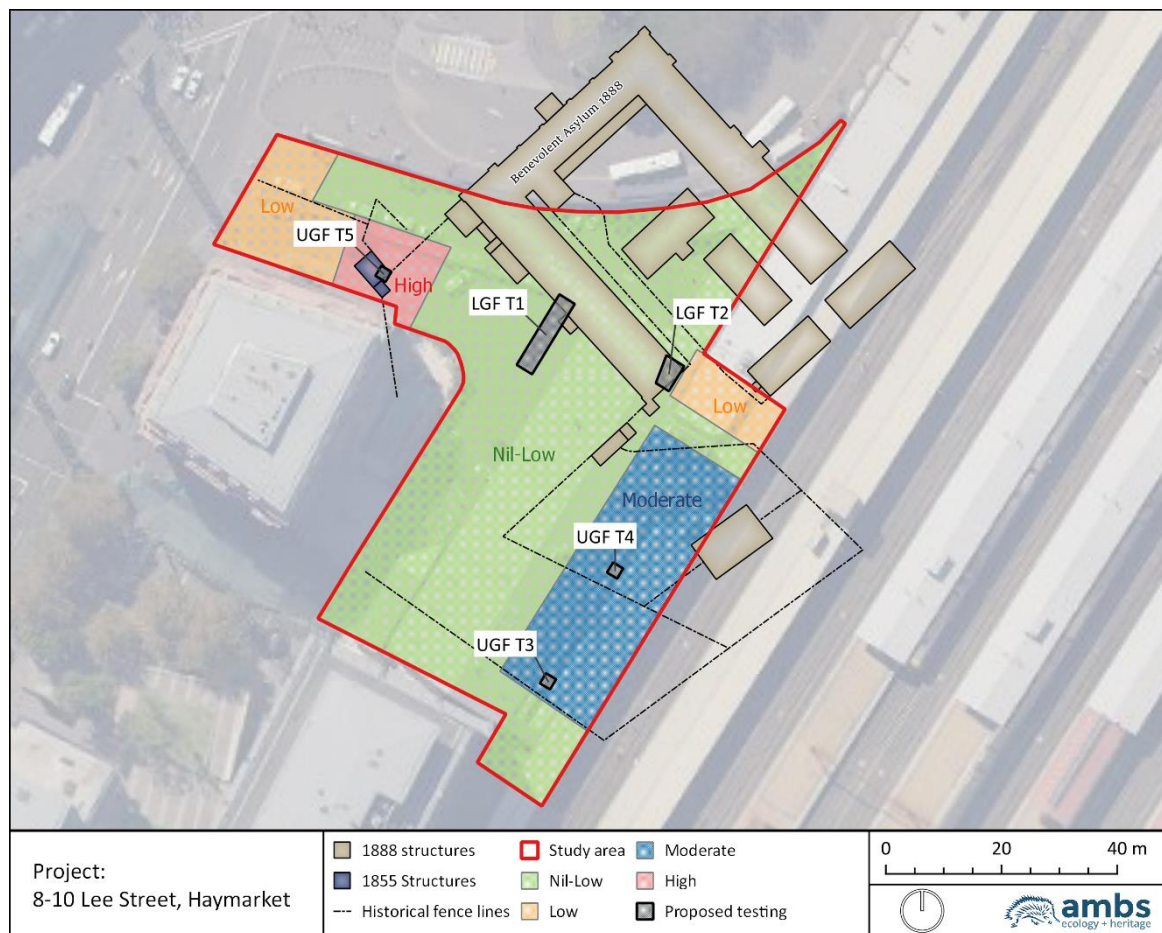 Benevolent Asylum 1888
Low
UGF T5
High
LGF T1
LGF T2
Low
Nil-Low
Moderate
UGF T4
UGF T3
Project:
8-10 Lee Street, Haymarket
1888 structures
1855 Structures
Historical fence lines
Study area
Nil-Low
Low
Moderate
High
Proposed testing
0 20 40 m
ambs
ecology + heritage